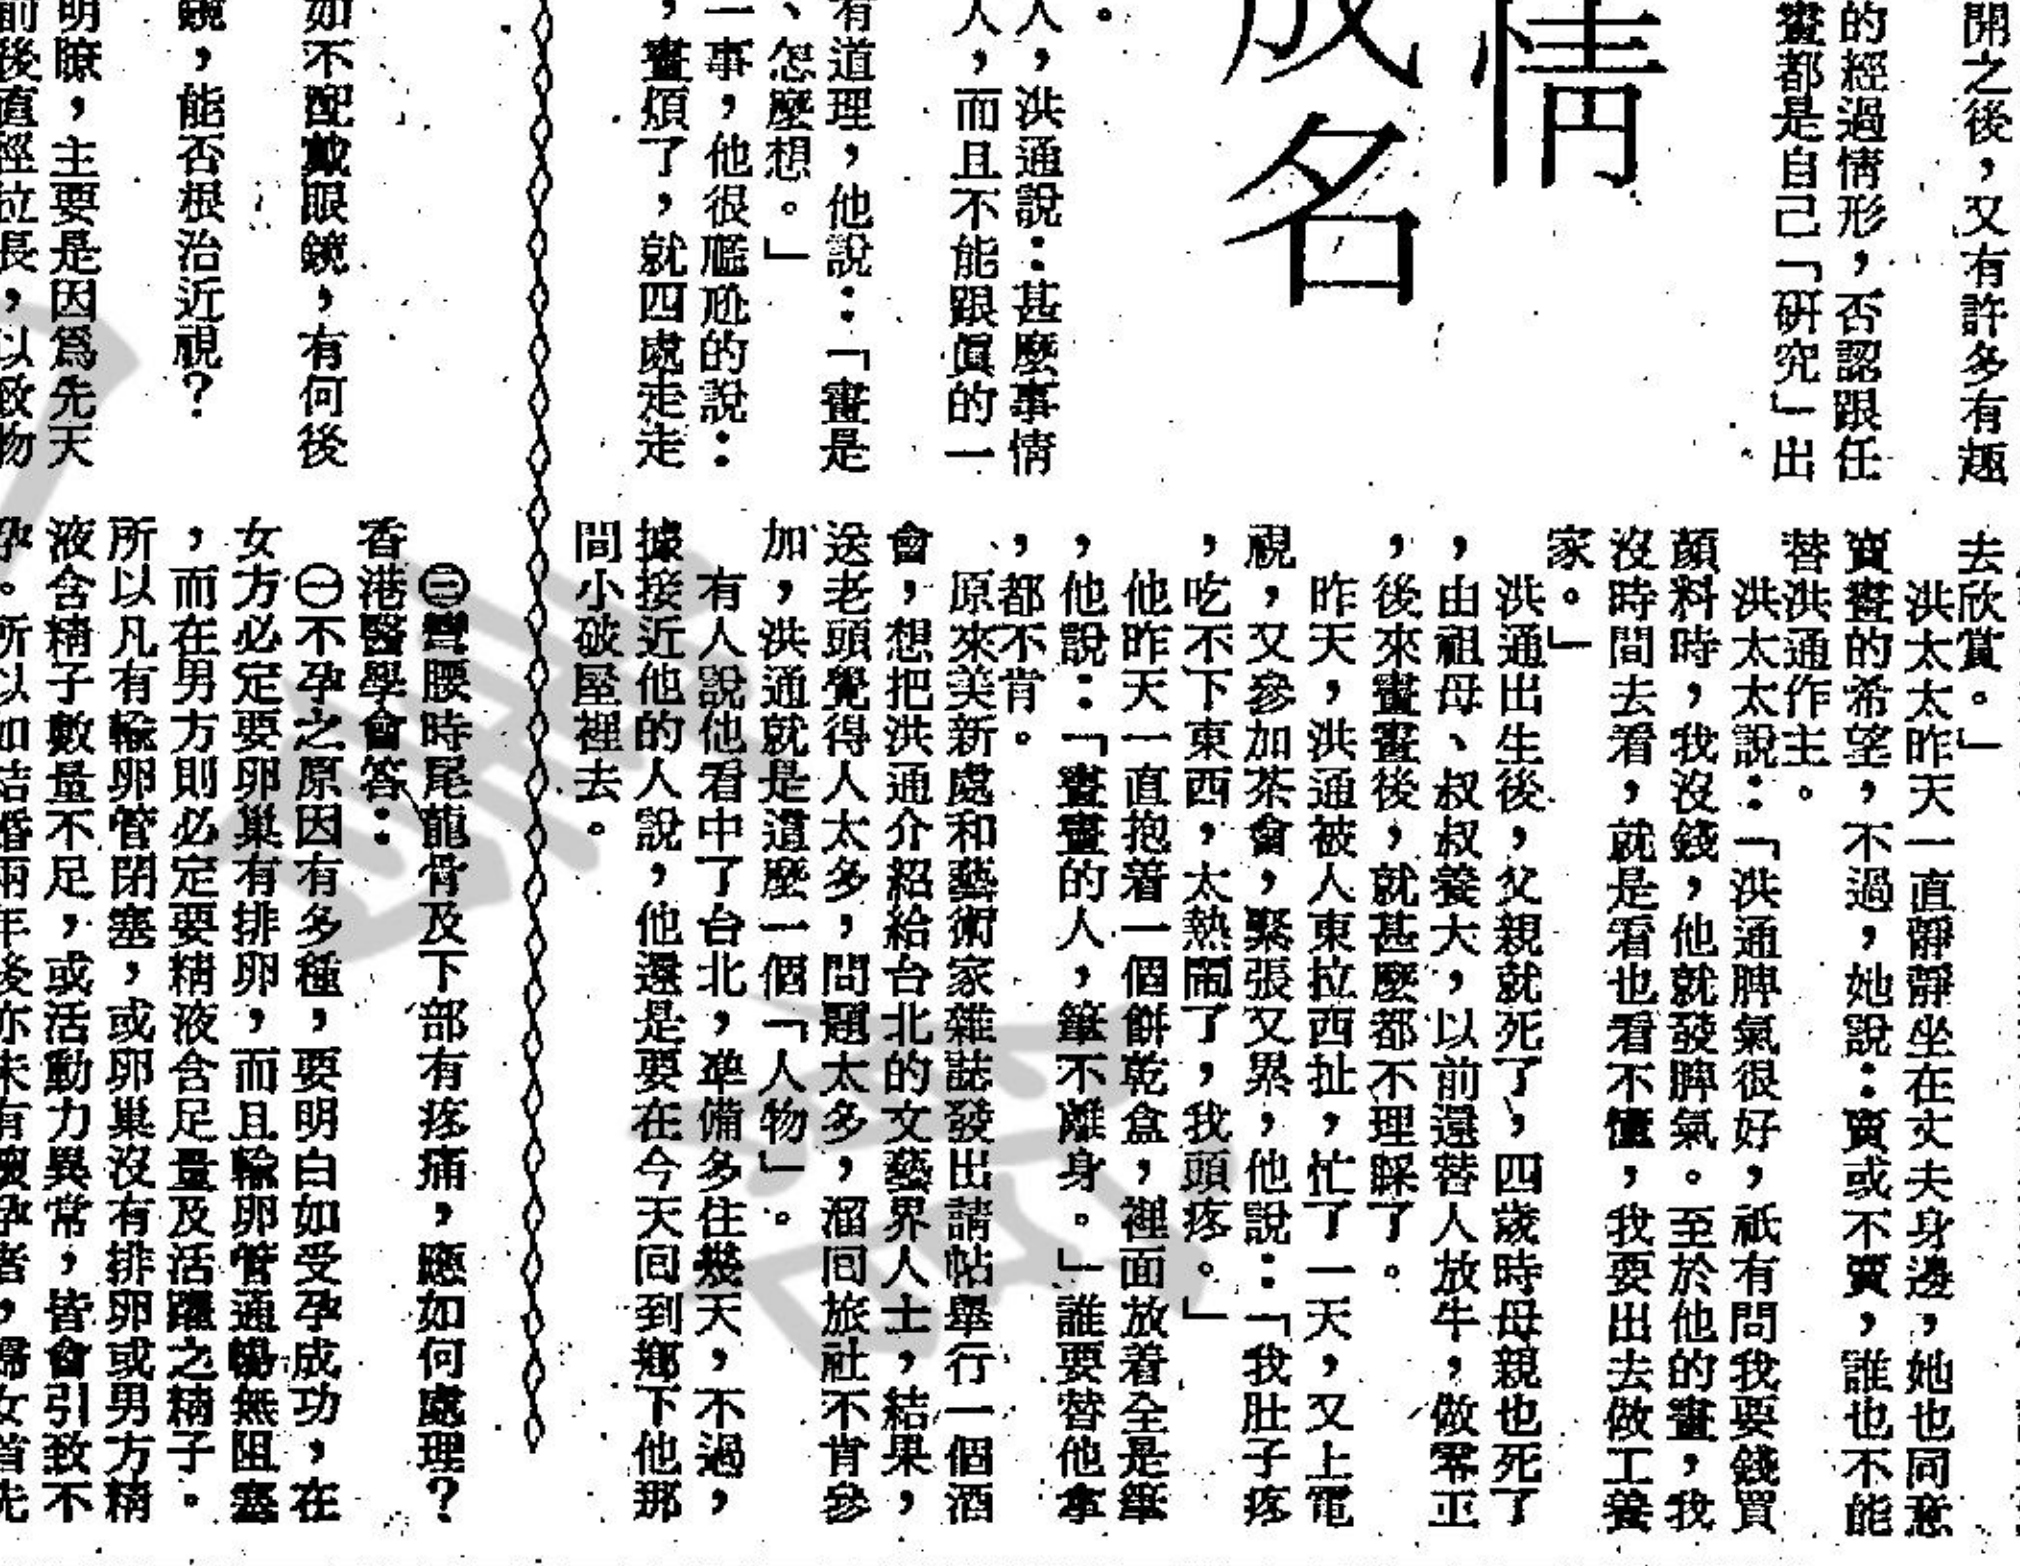 情
成名
開之後，又有許多有趣
的經過情形，否認跟任
畫都是自己「研究」出
。
人，洪通說：甚麼事情
人，而且不能跟眞的一
有道理，他說：「畫是
、怎麼想。」
一事，他很尷尬的說：
，畫煩了，就四處走走
去欣賞。」
洪太太昨天一直靜靜坐在丈夫身邊，她也同意
賣畫的希望，不過，她說：賣或不賣，誰也不能
替洪通作主。
洪太太說：「洪通脾氣很好，祇有問我要錢買
顏料時，我沒錢，他就發脾氣。至於他的畫，我
沒時間去看，就是看也看不懂，我要出去做工養
家。」
洪通出生後，父親就死了，四歲時母親也死了
，由祖母、叔叔養大，以前還替人放牛，做零工
，後來畫畫後，就甚麼都不理睬了。
昨天，洪通被人東拉西扯，忙了一天，又上電
視，又參加茶會，緊張又累，他說：「我肚子疼
，吃不下東西，太熱鬧了，我頭疼。」
他昨天一直抱着一個餅乾盒，裡面放着全是筆
，他說：「畫畫的人，筆不離身。」誰要替他拿
，都不肯。
原來美新處和藝術家雜誌發出請帖舉行一個酒
會，想把洪通介紹給台北的文藝界人士，結果，
送老頭覺得人太多，問題太多，溜回旅社不肯參
加，洪通就是這麼一個「人物」。
有人說他看中了台北，準備多住幾天，不過，
據接近他的人說，他還是要在今天回到鄉下他那
間小破屋裡去。
如不配戴眼鏡，有何後
鏡，能否根治近視？
明瞭，主要是因爲先天
前後直徑拉長，以致物
㊂彎腰時尾龍骨及下部有疼痛，應如何處理？
香港醫學會答：
㊀不孕之原因有多種，要明白如受孕成功，在
女方必定要卵巢有排卵，而且輸卵管通暢無阻塞
，而在男方則必定要精液含足量及活躍之精子。
所以凡有輸卵管閉塞，或卵巢沒有排卵或男方精
液含精子數量不足，或活動力異常，皆會引致不
孕。所以如結婚兩年後亦未有懷孕者，婦女首先